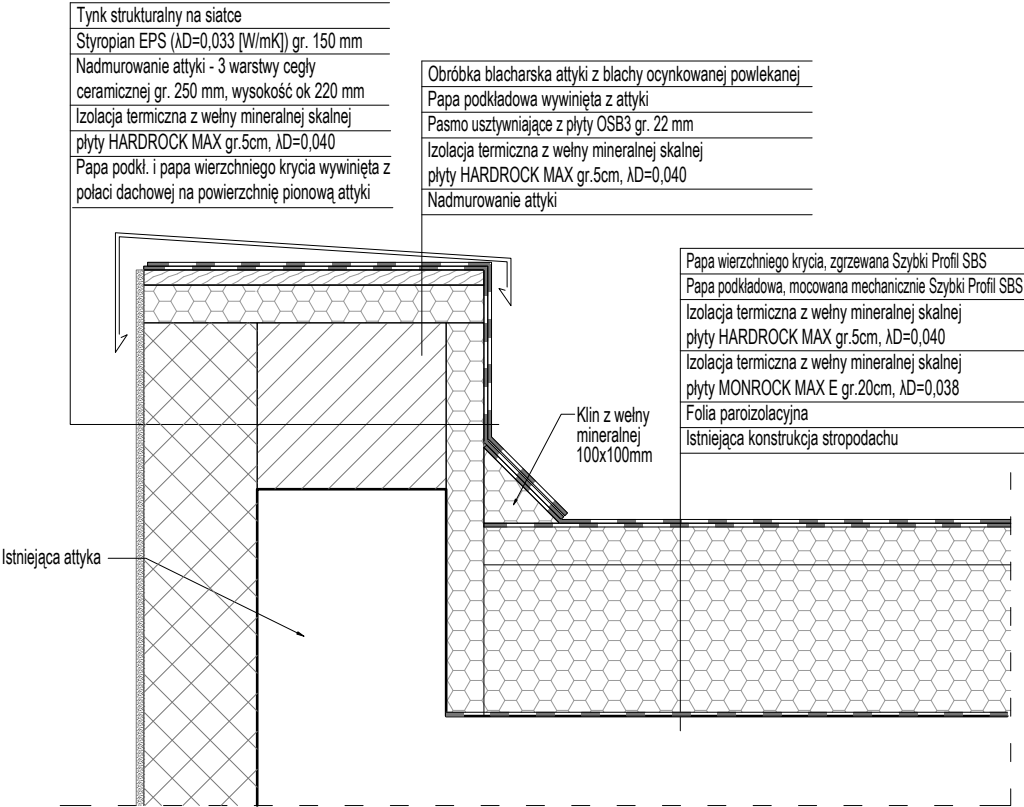 Tynk strukturalny na siatce
Styropian EPS (λD=0,033 [W/mK]) gr. 150 mm
Nadmurowanie attyki - 3 warstwy cegły
ceramicznej gr. 250 mm, wysokość ok 220 mm
Izolacja termiczna z wełny mineralnej skalnej
płyty HARDROCK MAX gr.5cm, λD=0,040
Papa podkł. i papa wierzchniego krycia wywinięta z
połaci dachowej na powierzchnię pionową attyki
Obróbka blacharska attyki z blachy ocynkowanej powlekanej
Papa podkładowa wywinięta z attyki
Pasmo usztywniające z płyty OSB3 gr. 22 mm
Izolacja termiczna z wełny mineralnej skalnej
płyty HARDROCK MAX gr.5cm, λD=0,040
Nadmurowanie attyki
Papa wierzchniego krycia, zgrzewana Szybki Profil SBS
Papa podkładowa, mocowana mechanicznie Szybki Profil SBS
Izolacja termiczna z wełny mineralnej skalnej
płyty HARDROCK MAX gr.5cm, λD=0,040
Izolacja termiczna z wełny mineralnej skalnej
płyty MONROCK MAX E gr.20cm, λD=0,038
Folia paroizolacyjna
Istniejąca konstrukcja stropodachu
Klin z wełny
mineralnej
100x100mm
Istniejąca attyka